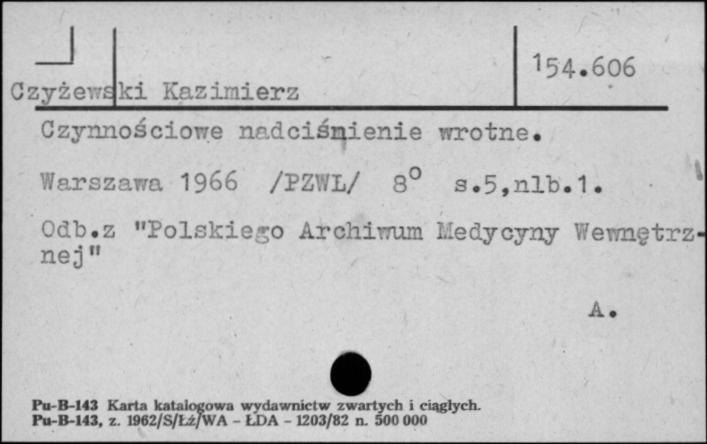 154.606
Czyżewski Kazimierz
Czynnościowe nadciśnienie wrotne.
Warszawa 1966 /PZWL/ 8° s.5,nlb.1.
Odb.z "Polskiego Archiwum Medycyny Wewnętrz-
nej"
A.
Pu-B-143 Karta katalogowa wydawnictw zwartych i ciągłych.
Pu-B-143, z. 1962/S/Łż/WA - ŁDA - 1203/82 n. 500 000